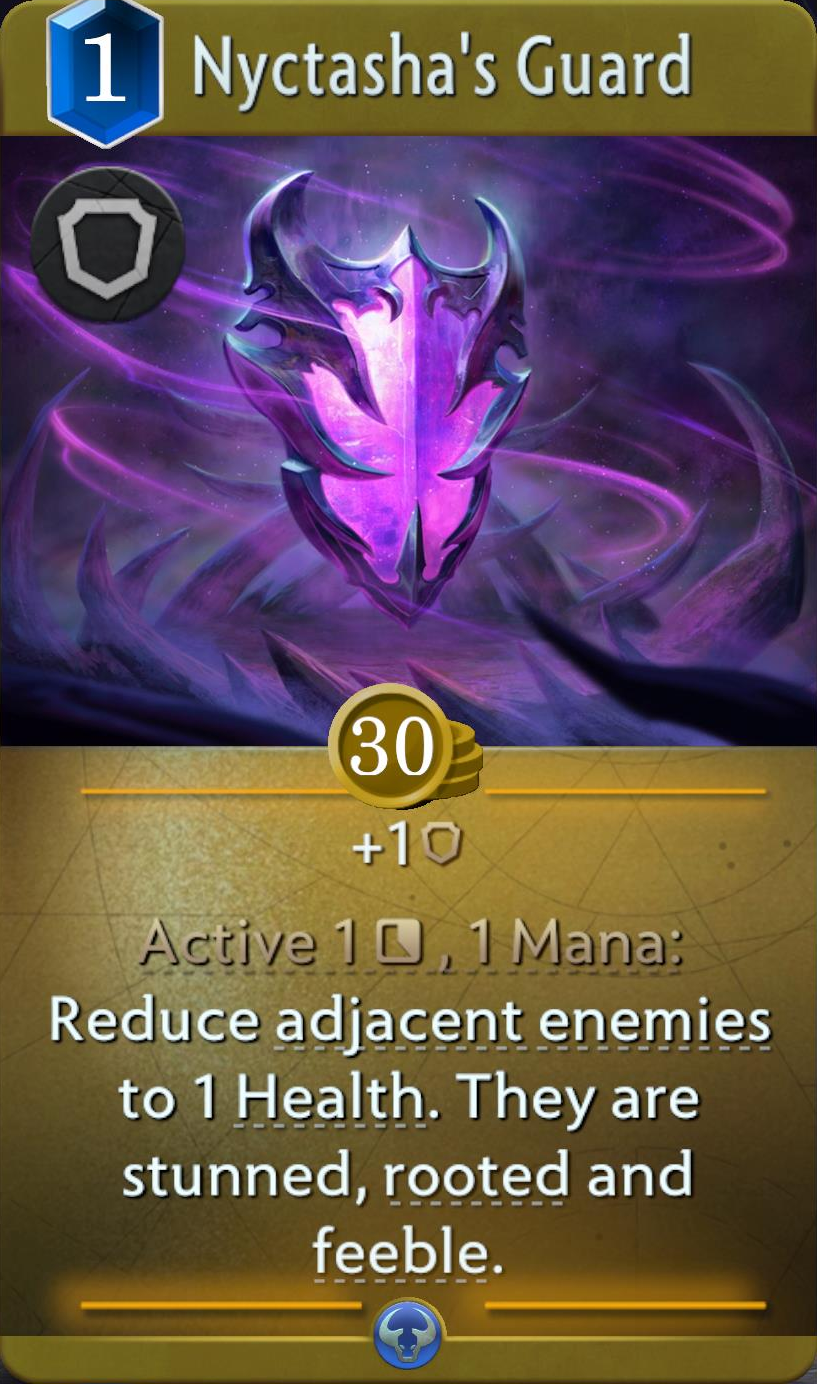 1
Nyctasha's Guard
30
+1
Active 1 , 1 Mana:
Reduce adjacent enemies
to 1 Health. They are
stunned, rooted and
feeble.